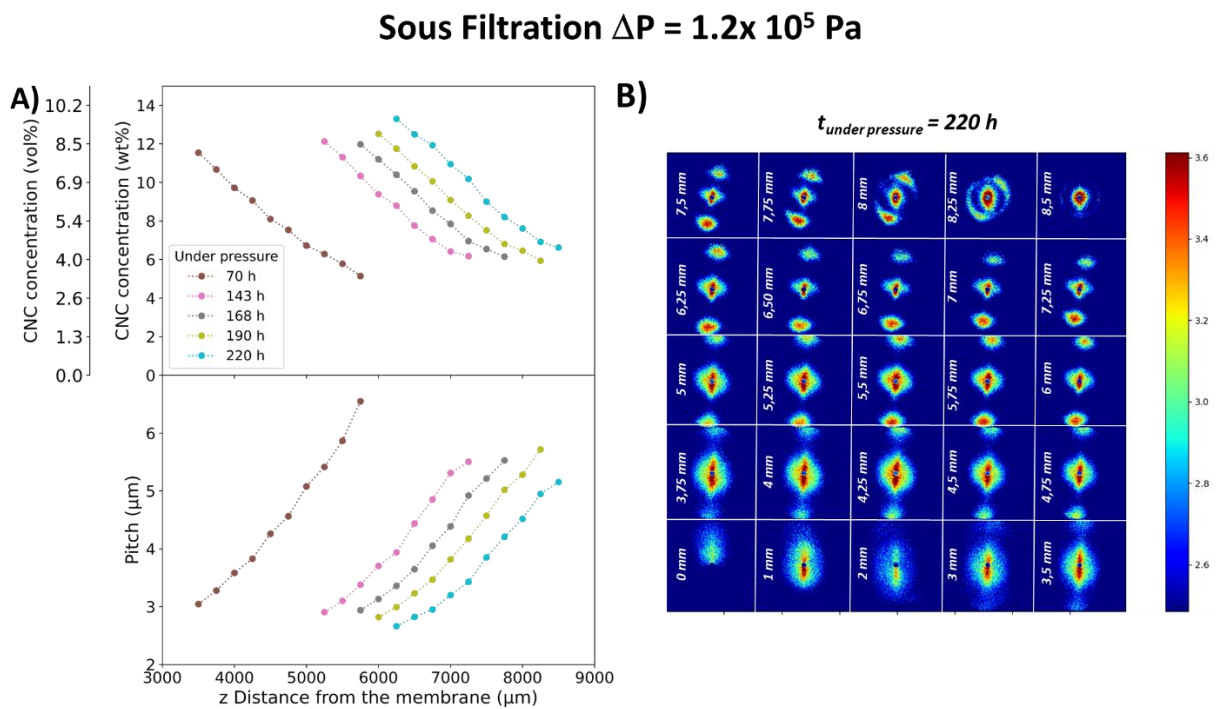 Sous Filtration ΔP = 1.2x 10⁵ Pa
A)
CNC concentration (vol%)
10.2
8.5
6.9
5.4
4.0
2.6
1.3
0.0
CNC concentration (wt%)
14
12
10
8
6
4
2
0
Under pressure
70 h
143 h
168 h
190 h
220 h
Pitch (μm)
6
5
4
3
2
3000 4000 5000 6000 7000 8000 9000
z Distance from the membrane (μm)
B)
t under pressure = 220 h
7,5 mm 7,75 mm 8 mm 8,25 mm 8,5 mm
6,25 mm 6,50 mm 6,75 mm 7 mm 7,25 mm
5 mm 5,25 mm 5,5 mm 5,75 mm 6 mm
3,75 mm 4 mm 4,25 mm 4,5 mm 4,75 mm
0 mm 1 mm 2 mm 3 mm 3,5 mm
3.6
3.4
3.2
3.0
2.8
2.6